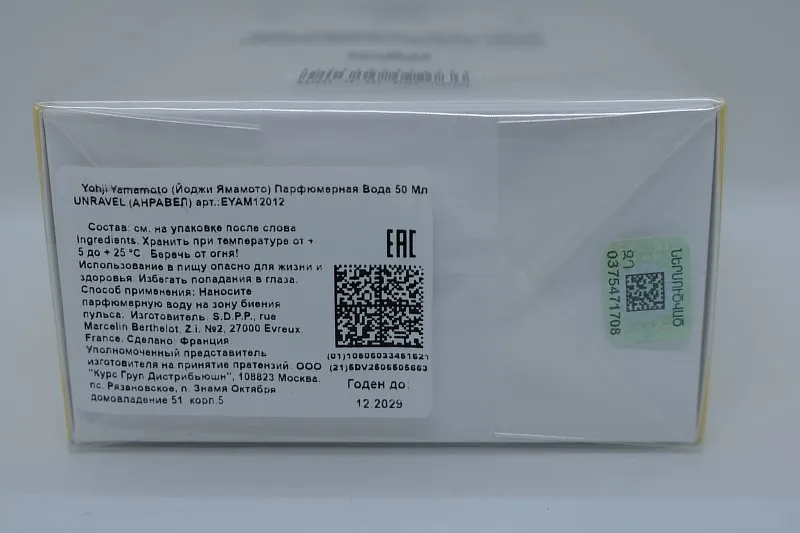 Yohji Yamamoto (Йоджи Ямамото) Парфюмерная Вода 50 Мл
UNRAVEL (АНРАВЕЛ) арт.:EYAM12012
Состав: см. на упаковке после слова
Ingredients. Хранить при температуре от +
5 до + 25 °C Беречь от огня!
Использование в пищу опасно для жизни и
здоровья. Избегать попадания в глаза.
Способ применения: Наносите
парфюмерную воду на зону биения
пульса. Изготовитель. S.D.P.P., rue
Marcelin Berthelot, Z.i. №2, 27000 Evreux.
France. Сделано: Франция
Уполномоченный представитель
изготовителя на принятие претензий: ООО
"Курс Груп Дистрибьюшн", 108823 Москва.
пс. Рязановское, п. Знамя Октября
домовладение 51 корп.5
EAC
Годен до:
12.2029
ՆԵՐՄՈՒԾՎԱԾ
0375471708